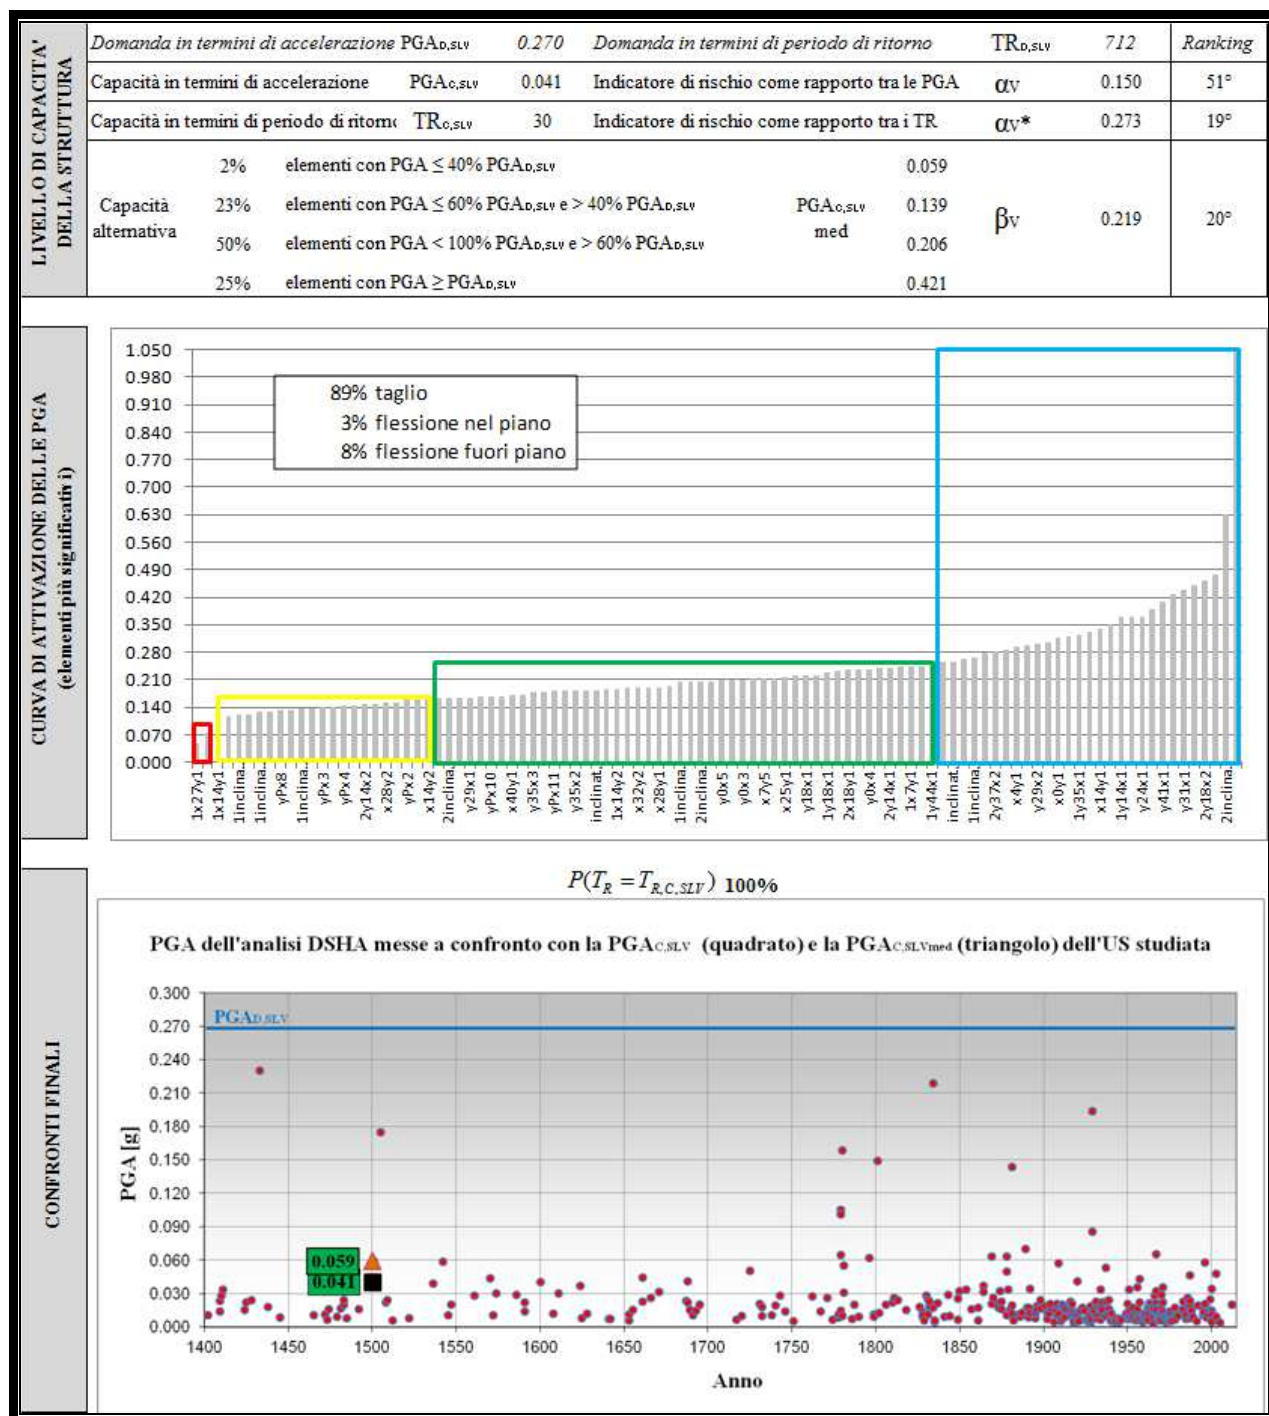 LIVELLO DI CAPACITA'
DELLA STRUTTURA
Domanda in termini di accelerazione PGAD,SLV 0.270 Domanda in termini di periodo di ritorno TRD,SLV 712 Ranking
Capacità in termini di accelerazione PGAC,SLV 0.041 Indicatore di rischio come rapporto tra le PGA αV 0.150 51°
Capacità in termini di periodo di ritorno TRC,SLV 30 Indicatore di rischio come rapporto tra i TR αV* 0.273 19°
Capacità
alternativa
2% elementi con PGA ≤ 40% PGAD,SLV 0.059
23% elementi con PGA ≤ 60% PGAD,SLV e > 40% PGAD,SLV 0.139
50% elementi con PGA < 100% PGAD,SLV e > 60% PGAD,SLV 0.206
25% elementi con PGA ≥ PGAD,SLV 0.421
PGAC,SLV
med
βV 0.219 20°
CURVA DI ATTIVAZIONE DELLE PGA
(elementi più significativi)
1.050
0.980
0.910
0.840
0.770
0.700
0.630
0.560
0.490
0.420
0.350
0.280
0.210
0.140
0.070
0.000
89% taglio
3% flessione nel piano
8% flessione fuori piano
1x27y1
1x14y1
1inclina.
1inclina.
yPx8
1inclina.
yPx3
yPx4
2y14x2
x28y2
yPx2
x14y2
2inclina.
y29x1
yPx10
x40y1
y35x3
yPx11
y35x2
inclinat.
1x14y2
x32y2
x28y1
1inclina.
2inclina.
y0x5
y0x3
x7y5
x25y1
y18x1
1y18x1
2x18y1
y0x4
2y14x1
1x7y1
1y44x1
inclinat.
1inclina.
2y37x2
x4y1
y29x2
x0y1
1y35x1
x14y1
1y14x1
y24x1
y41x1
y31x1
2y18x2
2inclina.
CONFRONTI FINALI
P(TR = TR,C,SLV) 100%
PGA dell'analisi DSHA messe a confronto con la PGAC,SLV (quadrato) e la PGAC,SLVmed (triangolo) dell'US studiata
PGA [g]
0.300
0.270
0.240
0.210
0.180
0.150
0.120
0.090
0.060
0.030
0.000
PGAD,SLV
0.059
0.041
1400 1450 1500 1550 1600 1650 1700 1750 1800 1850 1900 1950 2000
Anno